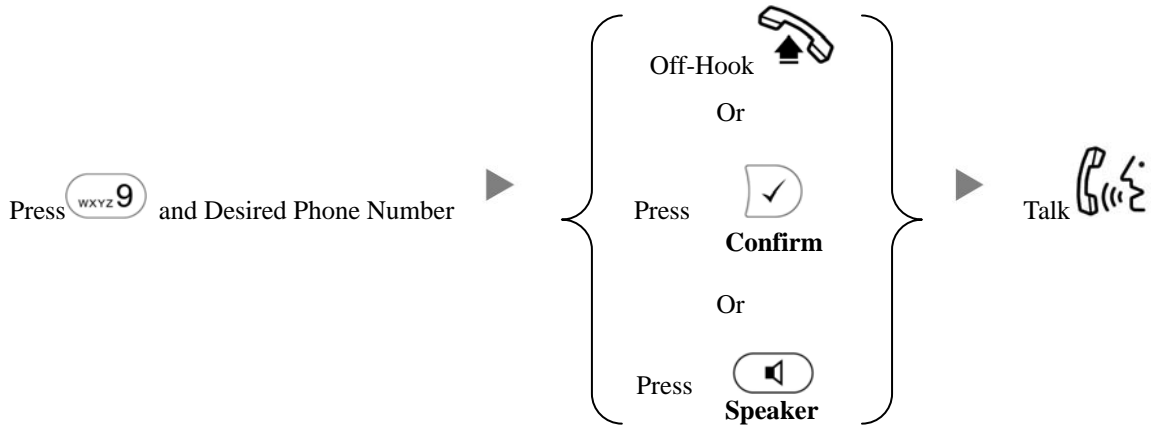 Off-Hook
Or
Press WXYZ 9 and Desired Phone Number
Press
Confirm
Talk
Or
Press
Speaker